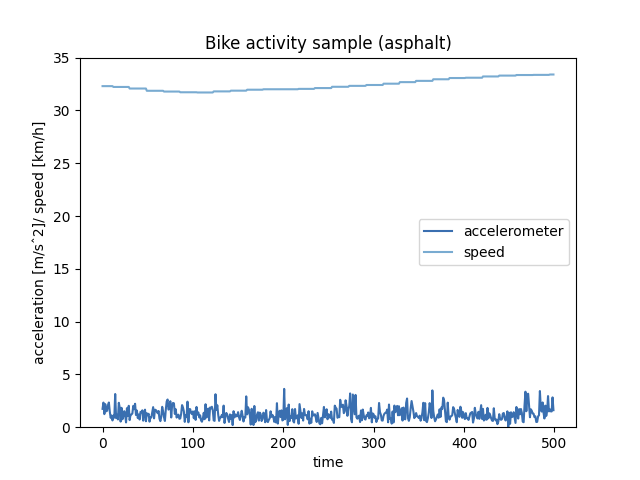 Bike activity sample (asphalt)
acceleration [m/s^2]/ speed [km/h]
35
30
25
20
15
10
5
0
accelerometer
speed
0 100 200 300 400 500
time